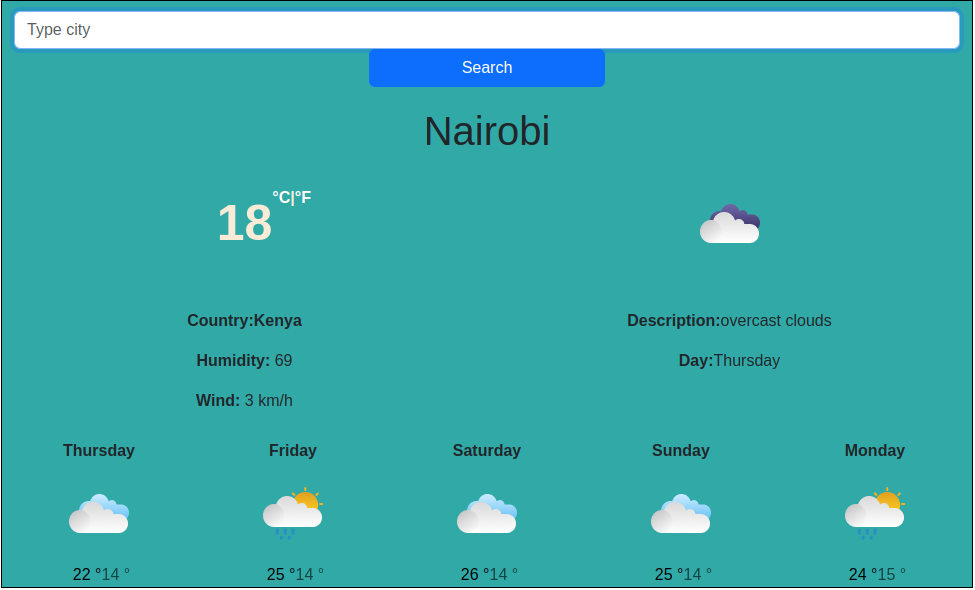 Type city
Search
Nairobi
18 °C|°F
Country:Kenya
Description:overcast clouds
Humidity: 69
Day:Thursday
Wind: 3 km/h
Thursday Friday Saturday Sunday Monday
22 °14 ° 25 °14 ° 26 °14 ° 25 °14 ° 24 °15 °